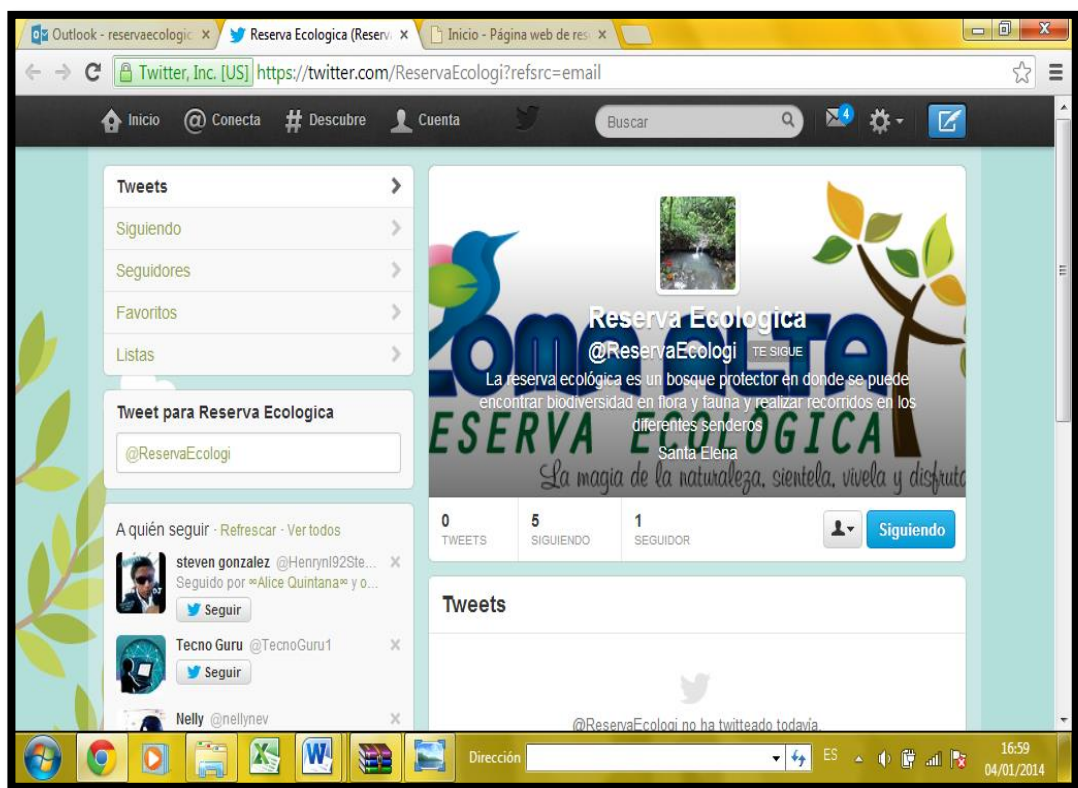 Outlook - reservaecologic
Reserva Ecologica (Reserv
Inicio - Página web de res
Twitter, Inc. [US] https://twitter.com/ReservaEcologi?refsrc=email
Inicio
Conecta
Descubre
Cuenta
Buscar
4
Tweets
Siguiendo
Seguidores
Favoritos
Listas
Tweet para Reserva Ecologica
@ReservaEcologi
A quién seguir · Refrescar · Ver todos
steven gonzalez @Henrynl92Ste...
Seguido por ∞Alice Quintana∞ y o...
Seguir
Tecno Guru @TecnoGuru1
Seguir
Nelly @nellynev
LOMA ALTA
RESERVA ECOLÓGICA
La magia de la naturaleza, sientela, vivela y disfruta
Reserva Ecologica
@ReservaEcologi TE SIGUE
La reserva ecológica es un bosque protector en donde se puede
encontrar biodiversidad en flora y fauna y realizar recorridos en los
diferentes senderos
Santa Elena
0 5 1
TWEETS SIGUIENDO SEGUIDOR
Siguiendo
Tweets
@ReservaEcologi no ha twitteado todavía.
Dirección
ES
16:59
04/01/2014